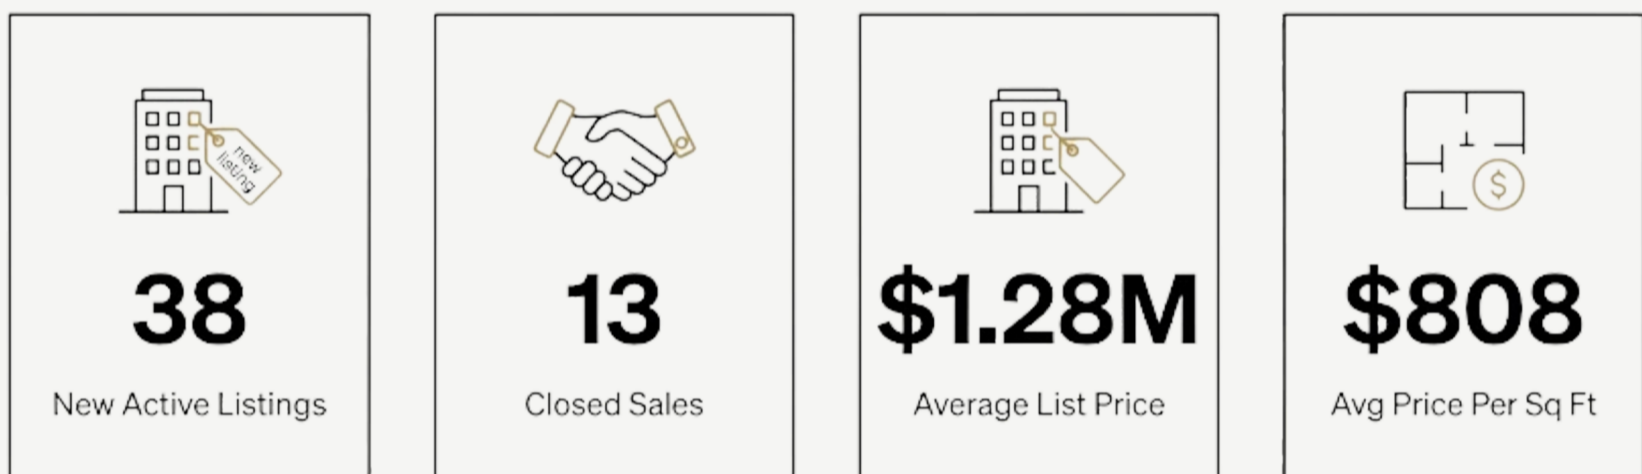 new
listing
38
New Active Listings
13
Closed Sales
$1.28M
Average List Price
$808
Avg Price Per Sq Ft